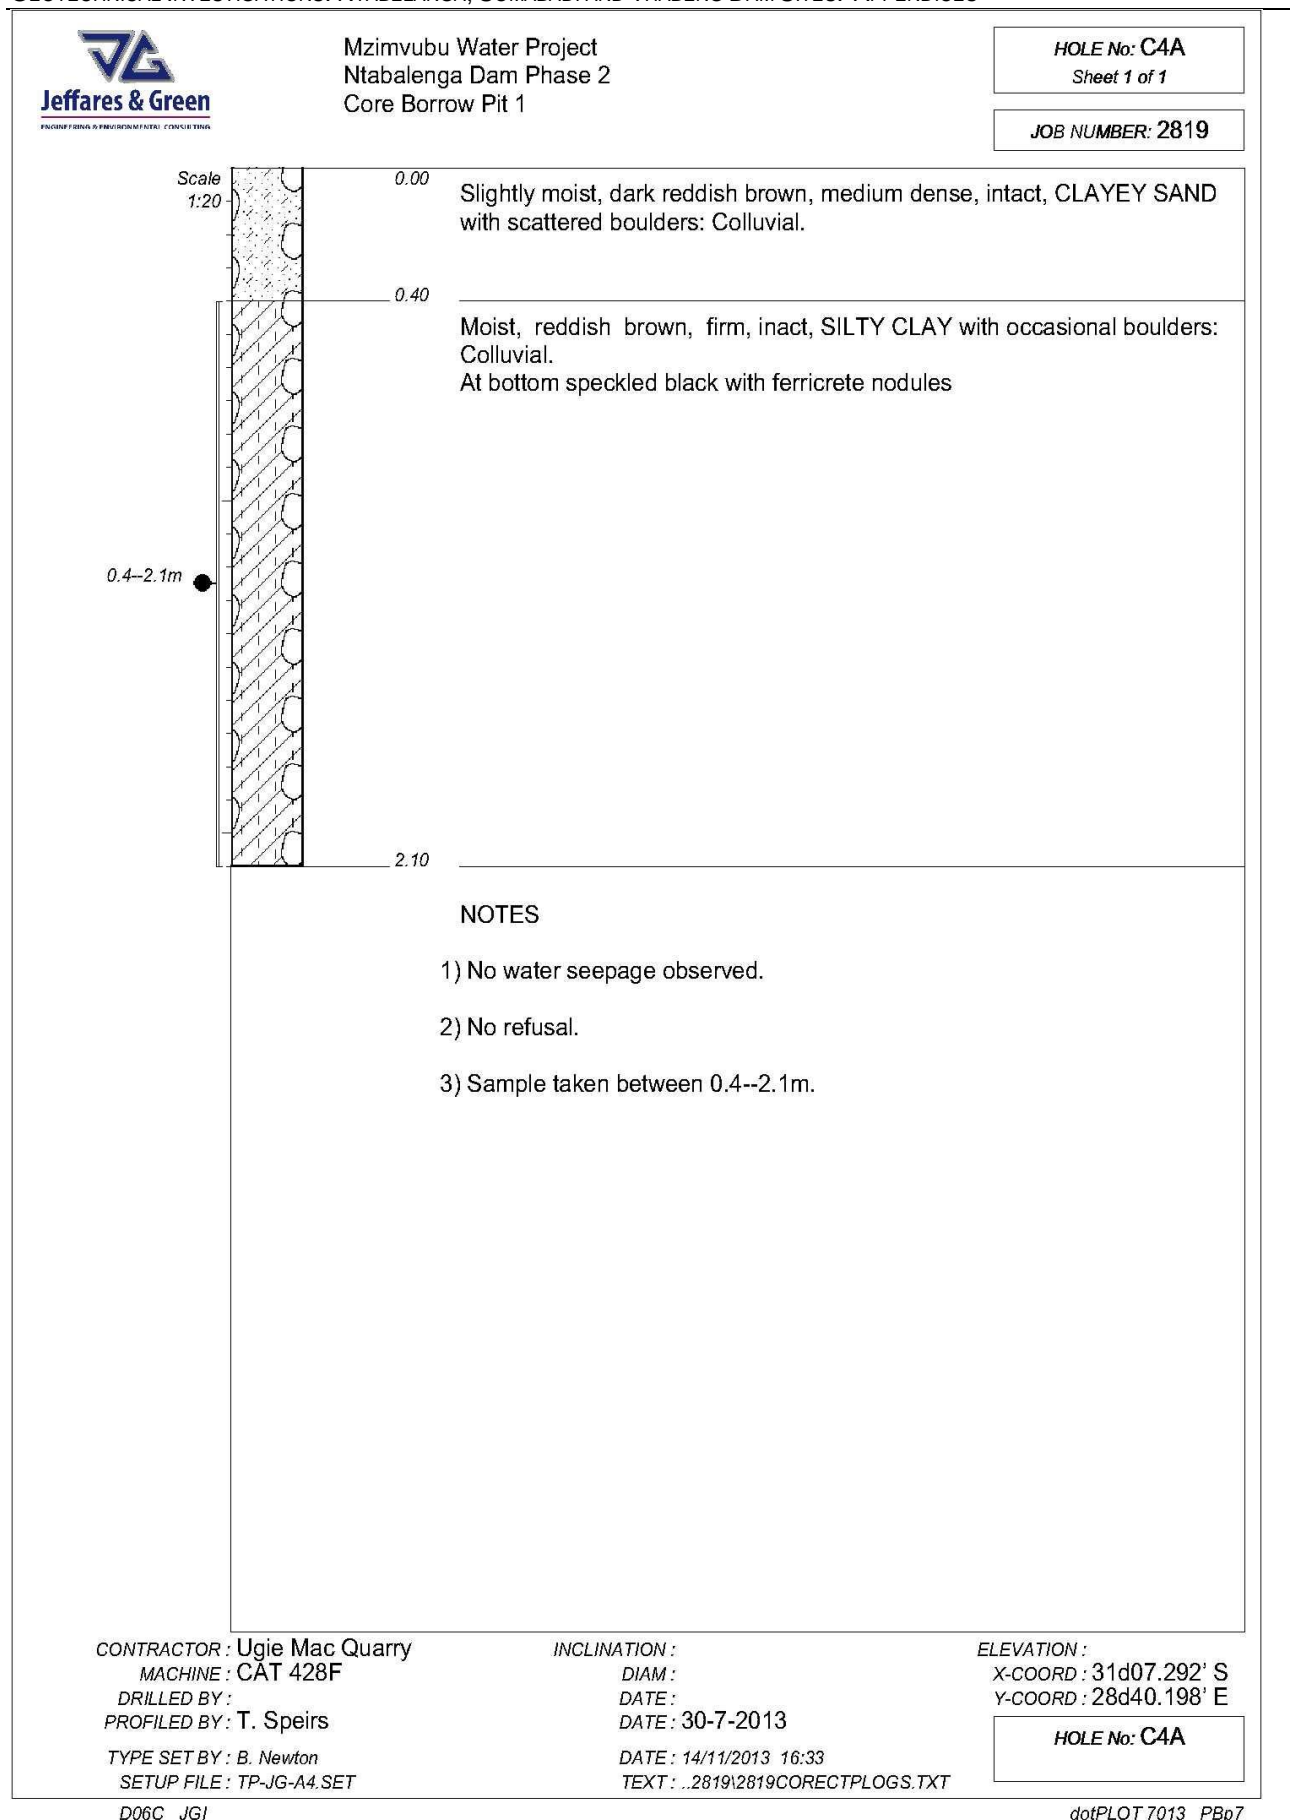 Jeffares & Green
ENGINEERING & ENVIRONMENTAL CONSULTING
Mzimvubu Water Project
Ntabalenga Dam Phase 2
Core Borrow Pit 1
HOLE No: C4A
Sheet 1 of 1
JOB NUMBER: 2819
Scale
1:20
0.00
Slightly moist, dark reddish brown, medium dense, intact, CLAYEY SAND
with scattered boulders: Colluvial.
0.40
Moist, reddish brown, firm, inact, SILTY CLAY with occasional boulders:
Colluvial.
At bottom speckled black with ferricrete nodules
0.4--2.1m
2.10
NOTES
1) No water seepage observed.
2) No refusal.
3) Sample taken between 0.4--2.1m.
CONTRACTOR : Ugie Mac Quarry
MACHINE : CAT 428F
DRILLED BY :
PROFILED BY : T. Speirs
TYPE SET BY : B. Newton
SETUP FILE : TP-JG-A4.SET
INCLINATION :
DIAM :
DATE :
DATE : 30-7-2013
DATE : 14/11/2013 16:33
TEXT : ..2819\2819CORECTPLOGS.TXT
ELEVATION :
X-COORD : 31d07.292' S
Y-COORD : 28d40.198' E
HOLE No: C4A
D06C JGI
dotPLOT 7013 PBp7